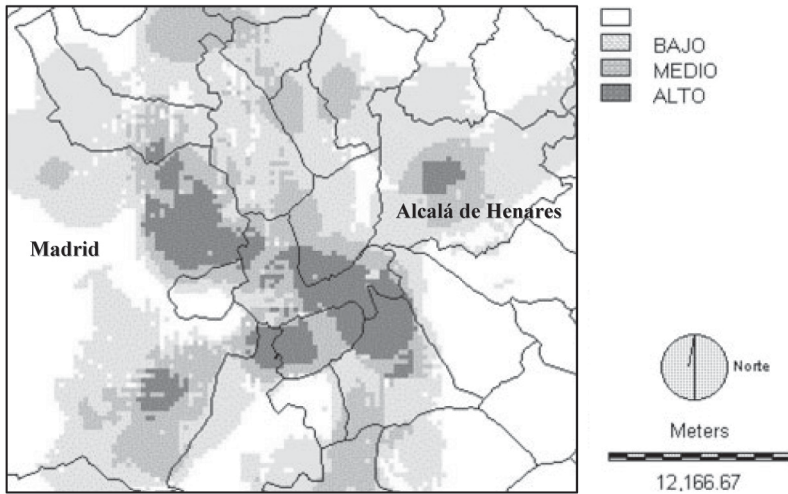 BAJO
MEDIO
ALTO
Alcalá de Henares
Madrid
Norte
Meters
12,166.67